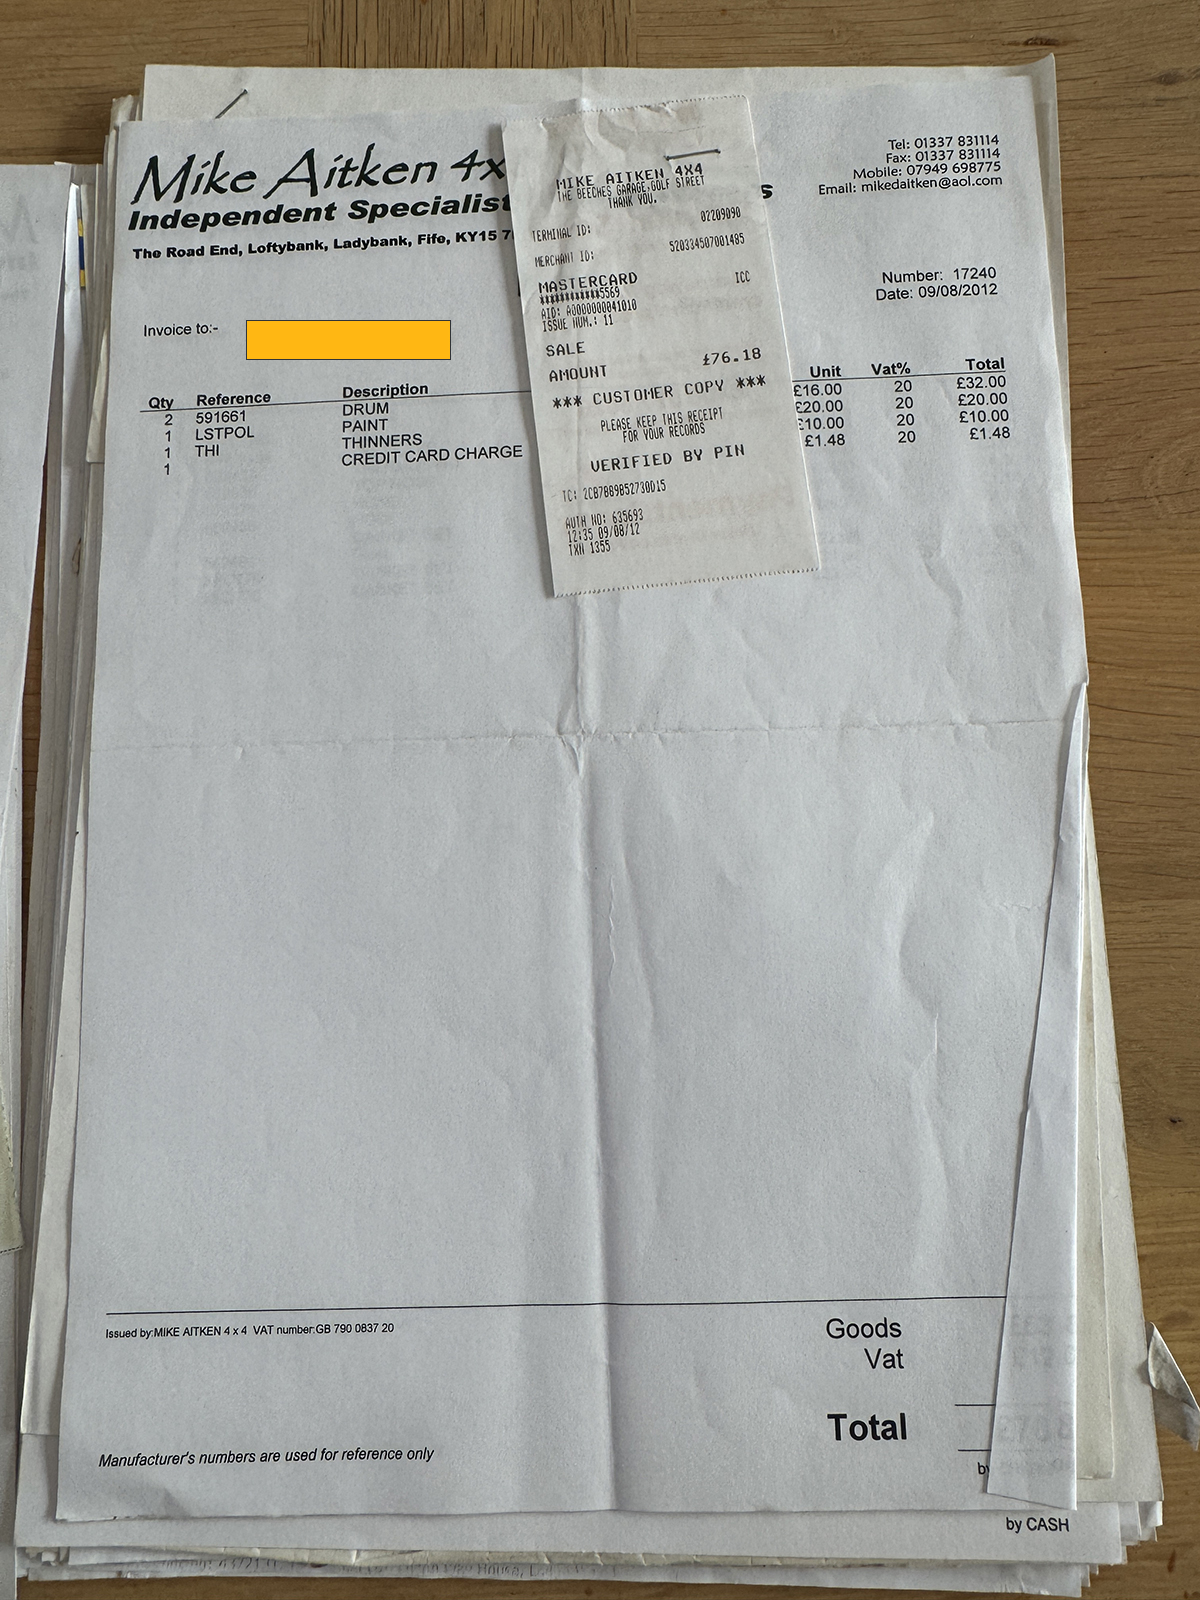 Mike Aitken 4x
Independent Specialist
s
The Road End, Loftybank, Ladybank, Fife, KY15 7
Tel: 01337 831114
Fax: 01337 831114
Mobile: 07949 698775
Email: mikedaitken@aol.com
Number: 17240
Date: 09/08/2012
Invoice to:-
MIKE AITKEN 4X4
THE BEECHES GARAGE,GOLF STREET
THANK YOU.
TERMINAL ID: 02209090
MERCHANT ID: 520334507001485
MASTERCARD ICC
************5569
AID: A0000000041010
ISSUE NUM.: 11
SALE
AMOUNT £76.18
*** CUSTOMER COPY ***
PLEASE KEEP THIS RECEIPT
FOR YOUR RECORDS
VERIFIED BY PIN
TC: 2CB7B89B52730D15
AUTH NO: 635693
12:35 09/08/12
TXN 1355
Qty Reference Description Unit Vat% Total
2 591661 DRUM £16.00 20 £32.00
1 LSTPOL PAINT £20.00 20 £20.00
1 THI THINNERS £10.00 20 £10.00
1 CREDIT CARD CHARGE £1.48 20 £1.48
Issued by:MIKE AITKEN 4 x 4 VAT number:GB 790 0837 20
Goods
Vat
Total
Manufacturer's numbers are used for reference only
by
by CASH